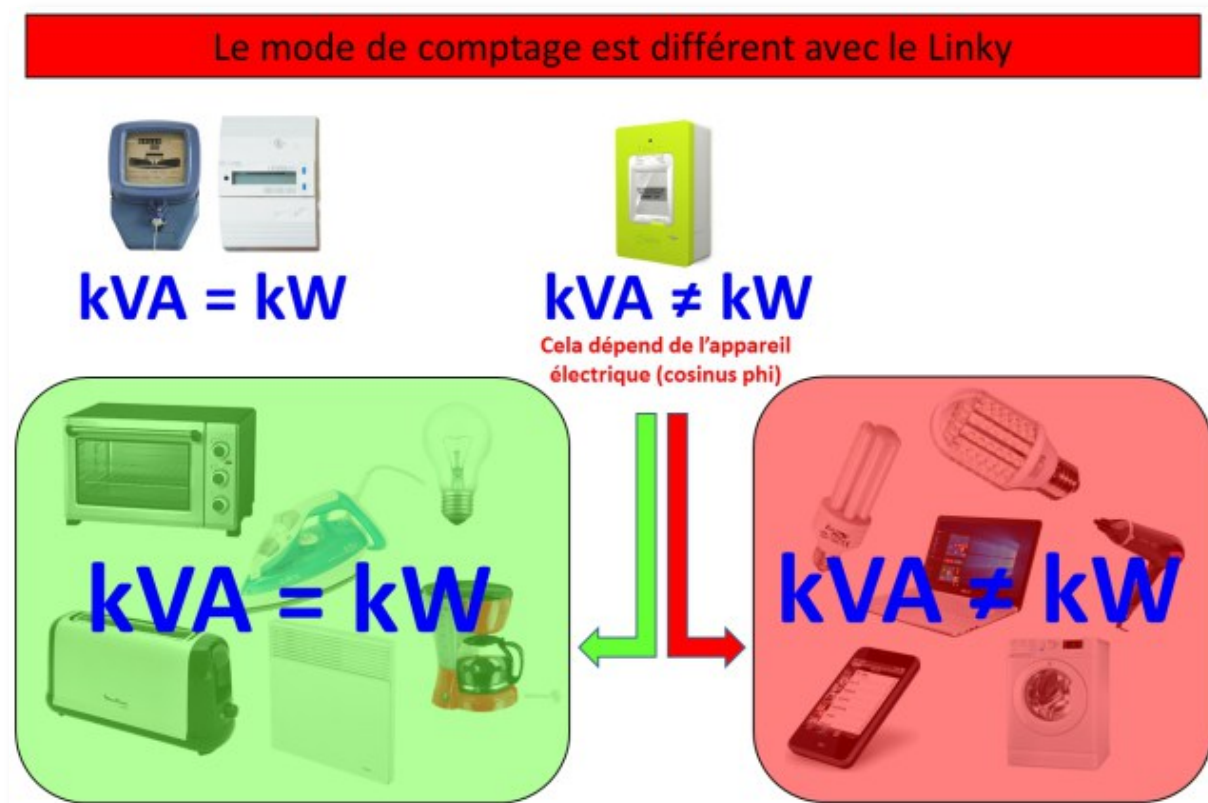 Le mode de comptage est différent avec le Linky
kVA = kW
kVA ≠ kW
Cela dépend de l'appareil
électrique (cosinus phi)
kVA = kW
kVA ≠ kW